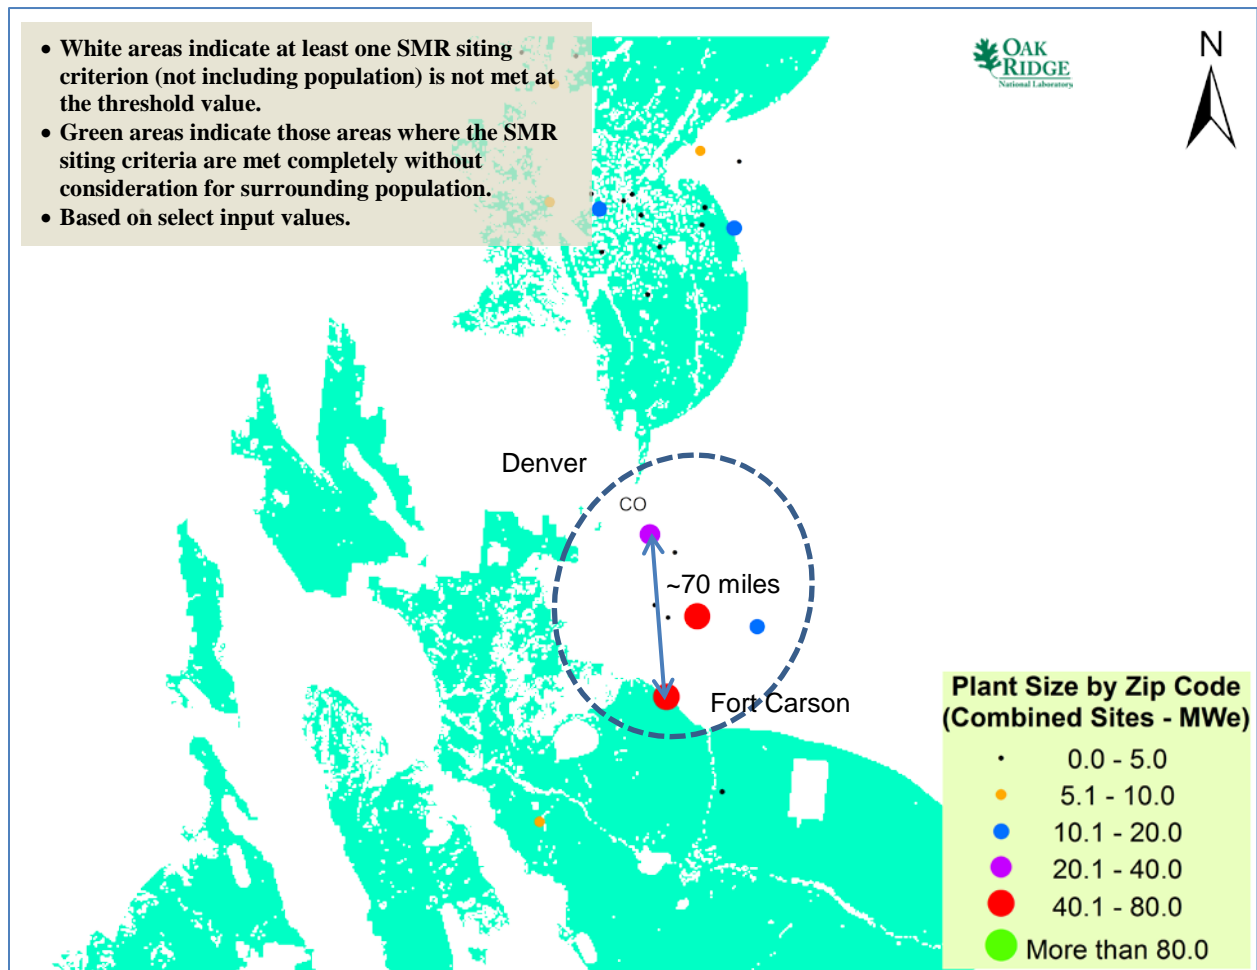 • White areas indicate at least one SMR siting
criterion (not including population) is not met at
the threshold value.
• Green areas indicate those areas where the SMR
siting criteria are met completely without
consideration for surrounding population.
• Based on select input values.
OAK
RIDGE
National Laboratory
N
Denver
CO
~70 miles
Fort Carson
Plant Size by Zip Code
(Combined Sites - MWe)
0.0 - 5.0
5.1 - 10.0
10.1 - 20.0
20.1 - 40.0
40.1 - 80.0
More than 80.0